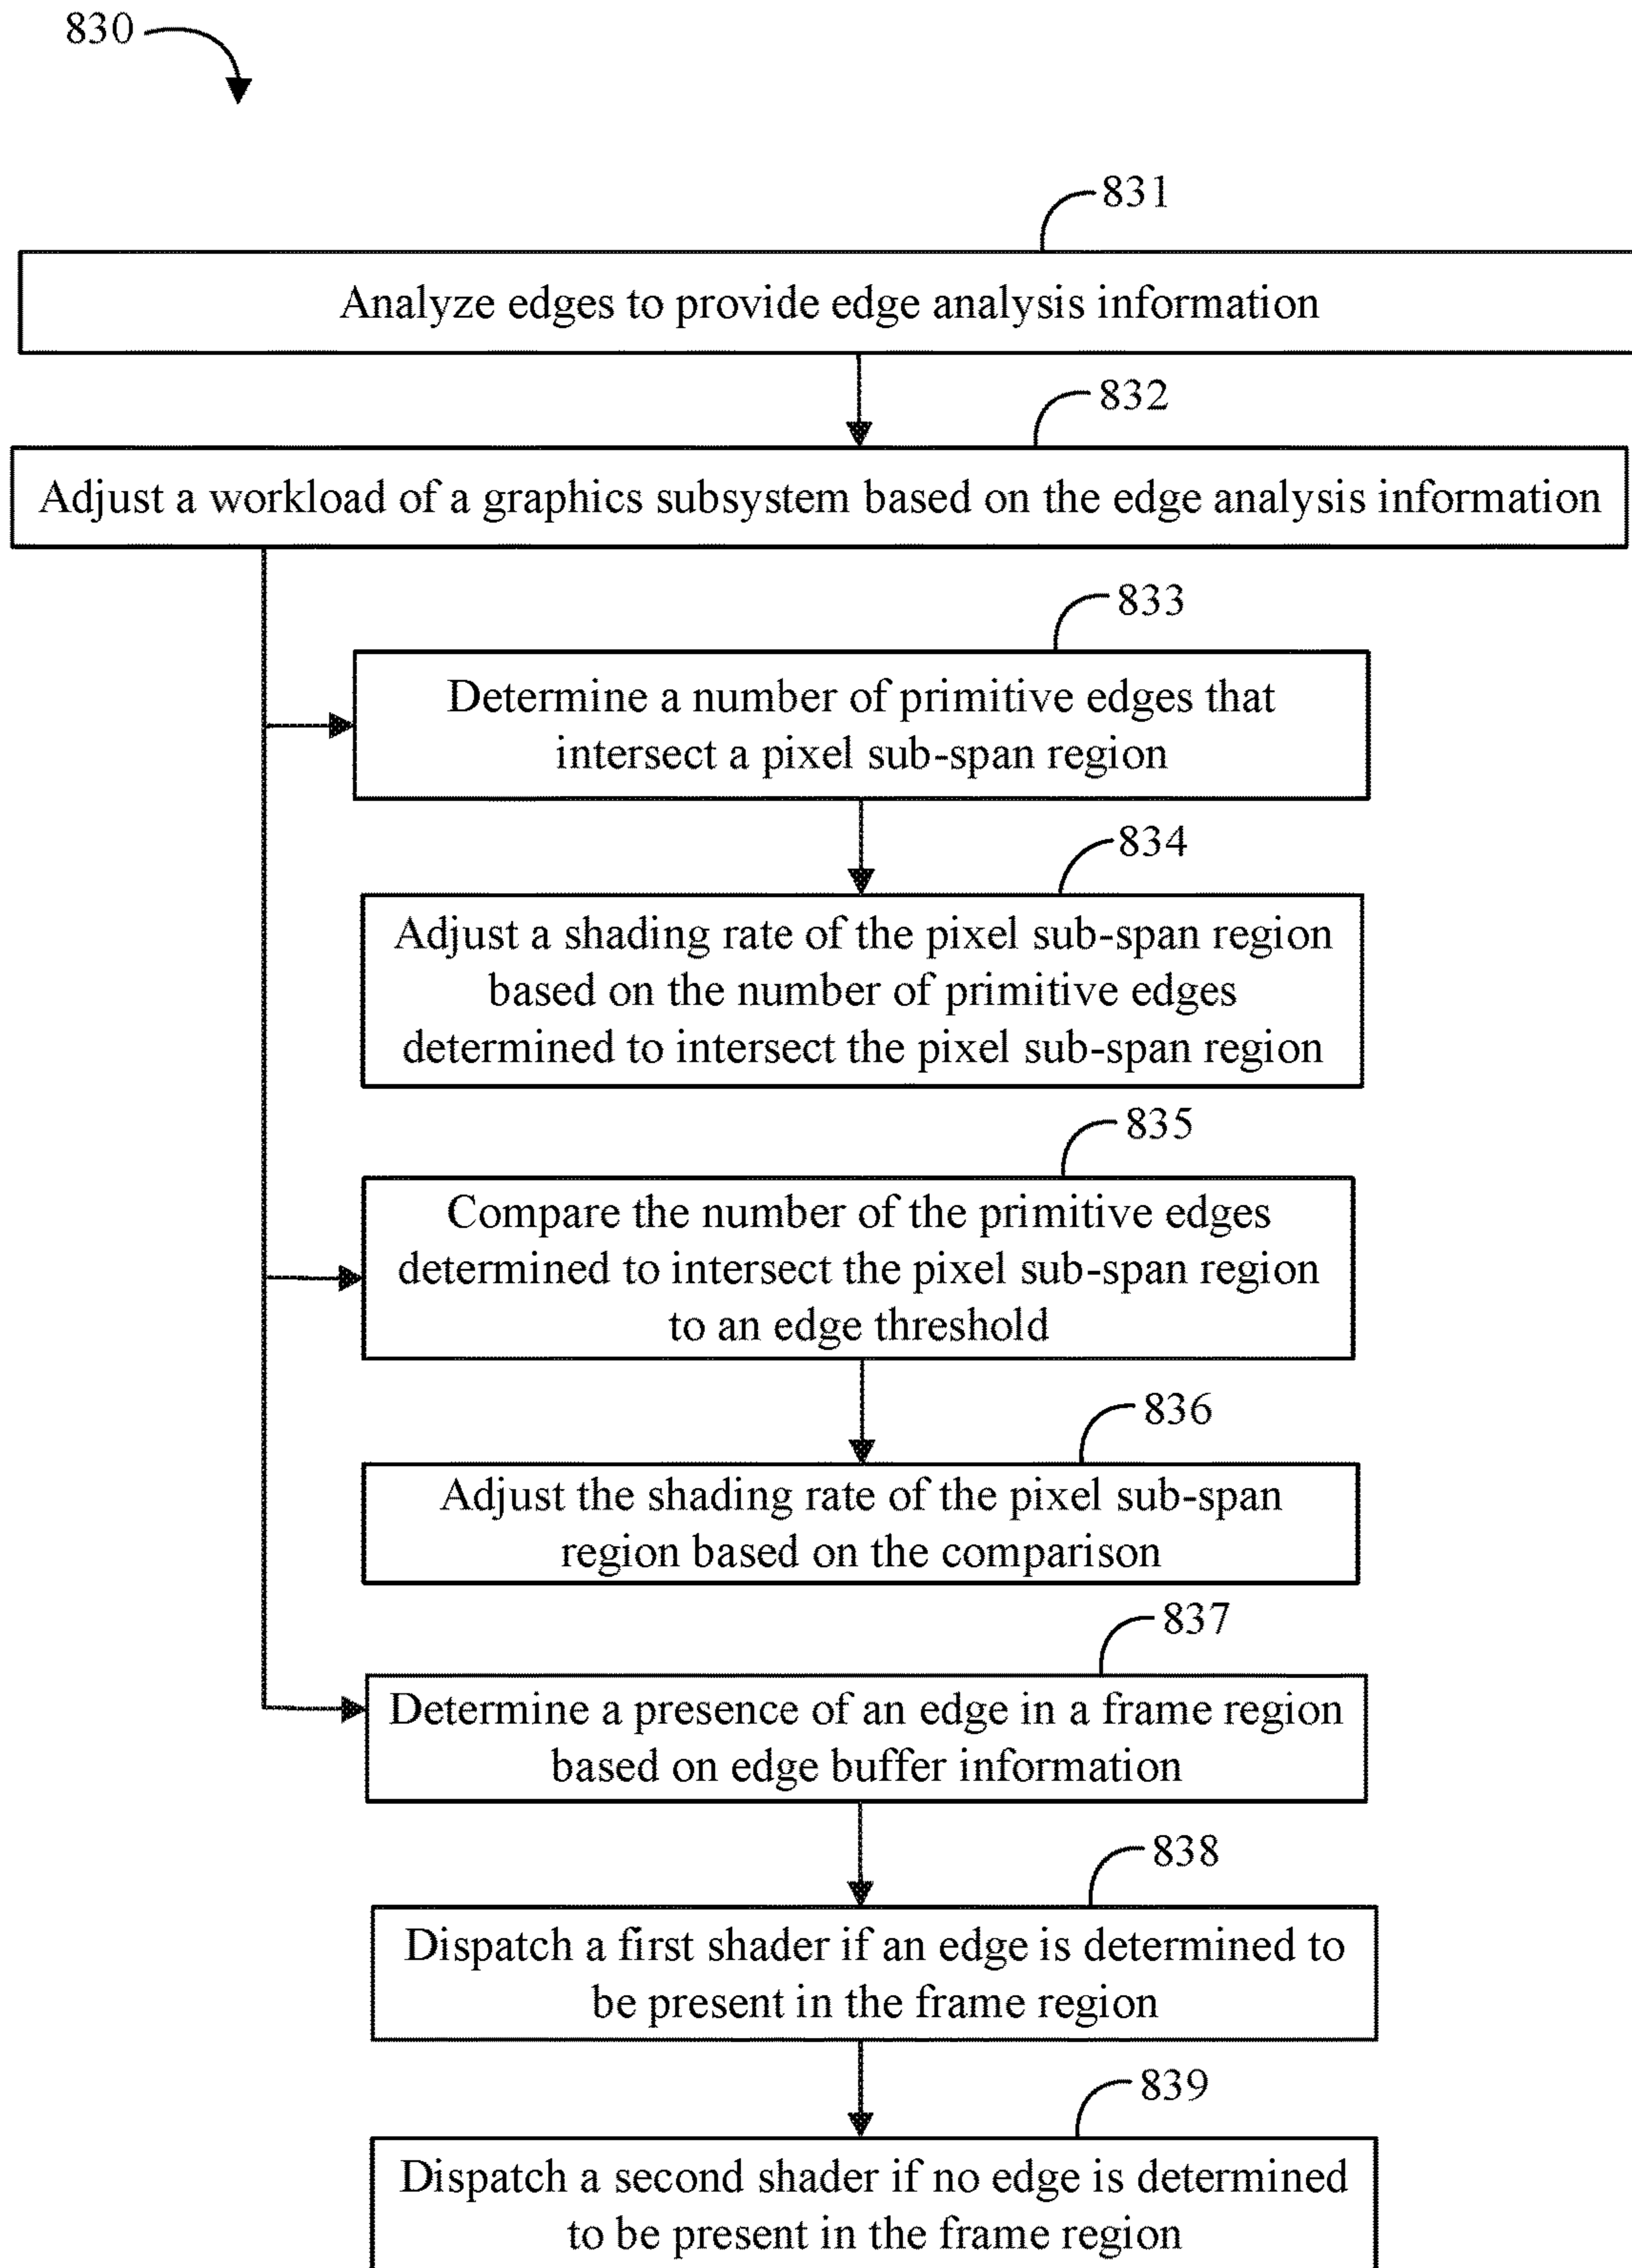 830
831
Analyze edges to provide edge analysis information
832
Adjust a workload of a graphics subsystem based on the edge analysis information
833
Determine a number of primitive edges that
intersect a pixel sub-span region
834
Adjust a shading rate of the pixel sub-span region
based on the number of primitive edges
determined to intersect the pixel sub-span region
835
Compare the number of the primitive edges
determined to intersect the pixel sub-span region
to an edge threshold
836
Adjust the shading rate of the pixel sub-span
region based on the comparison
837
Determine a presence of an edge in a frame region
based on edge buffer information
838
Dispatch a first shader if an edge is determined to
be present in the frame region
839
Dispatch a second shader if no edge is determined
to be present in the frame region